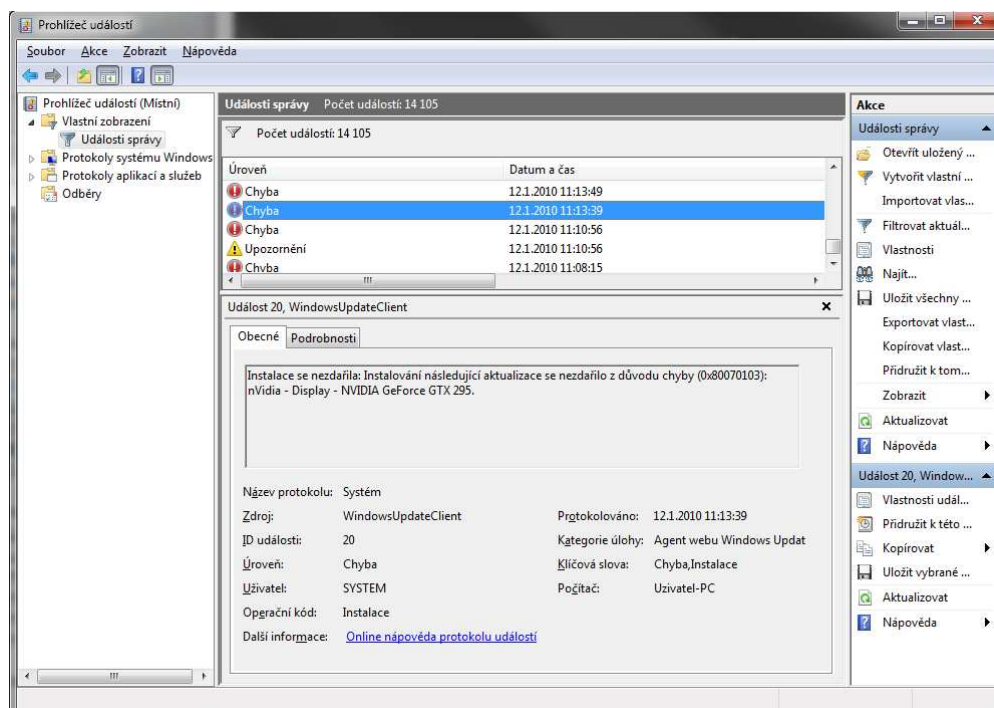 Prohlížeč událostí
Soubor Akce Zobrazit Nápověda
Prohlížeč událostí (Místní)
Vlastní zobrazení
Události správy
Protokoly systému Windows
Protokoly aplikací a služeb
Odběry
Události správy Počet událostí: 14 105
Počet událostí: 14 105
Úroveň Datum a čas
Chyba 12.1.2010 11:13:49
Chyba 12.1.2010 11:13:39
Chyba 12.1.2010 11:10:56
Upozornění 12.1.2010 11:10:56
Chyba 12.1.2010 11:08:15
Událost 20, WindowsUpdateClient
Obecné Podrobnosti
Instalace se nezdařila: Instalování následující aktualizace se nezdařilo z důvodu chyby (0x80070103):
nVidia - Display - NVIDIA GeForce GTX 295.
Název protokolu: Systém
Zdroj: WindowsUpdateClient Protokolováno: 12.1.2010 11:13:39
ID události: 20 Kategorie úlohy: Agent webu Windows Updat
Úroveň: Chyba Klíčová slova: Chyba,Instalace
Uživatel: SYSTEM Počítač: Uzivatel-PC
Operační kód: Instalace
Další informace: Online nápověda protokolu událostí
Akce
Události správy
Otevřít uložený ...
Vytvořit vlastní ...
Importovat vlas...
Filtrovat aktuál...
Vlastnosti
Najít...
Uložit všechny ...
Exportovat vlast...
Kopírovat vlast...
Přidružit k tom...
Zobrazit
Aktualizovat
Nápověda
Událost 20, Window...
Vlastnosti udál...
Přidružit k této ...
Kopírovat
Uložit vybrané ...
Aktualizovat
Nápověda